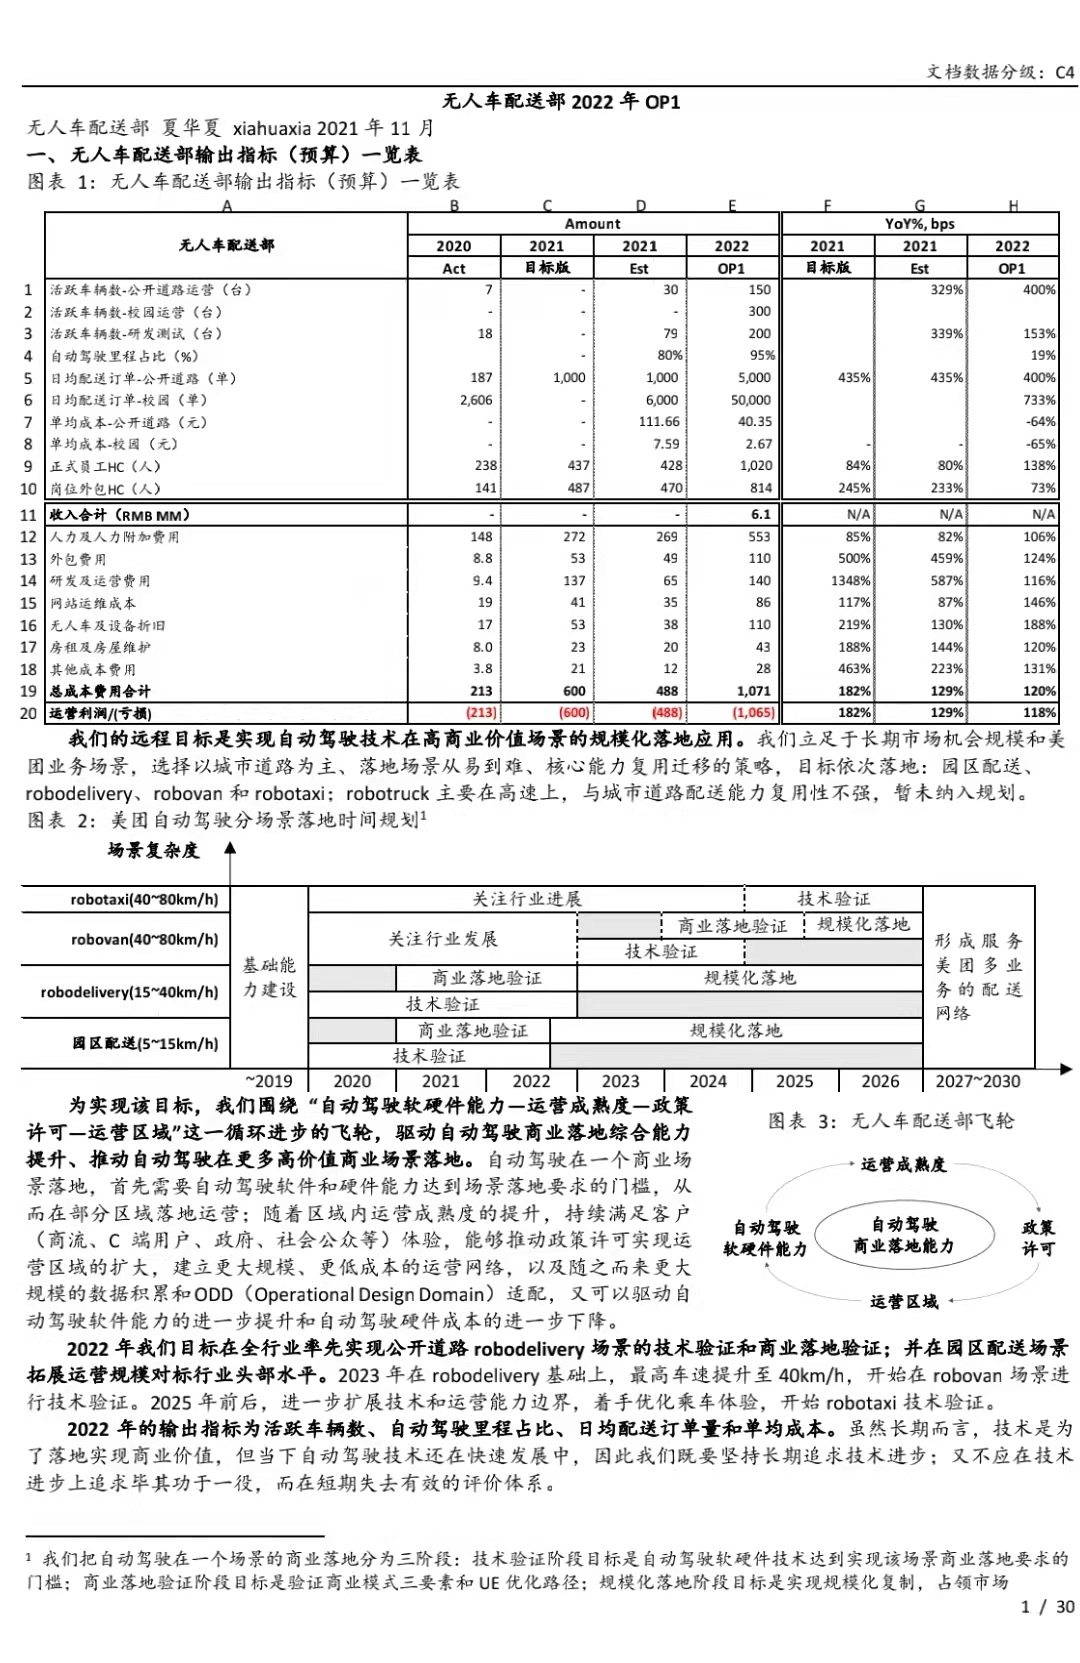 文档数据分级：C4
无人车配送部 2022 年 OP1
无人车配送部 夏华夏 xiahuaxia 2021 年 11 月
一、无人车配送部输出指标（预算）一览表
图表 1：无人车配送部输出指标（预算）一览表
A B C D E F G H
无人车配送部 Amount YoY%, bps
2020 2021 2021 2022 2021 2021 2022
Act 目标版 Est OP1 目标版 Est OP1
1 活跃车辆数-公开道路运营（台） 7 - 30 150 329% 400%
2 活跃车辆数-校园运营（台） - - - 300
3 活跃车辆数-研发测试（台） 18 - 79 200 339% 153%
4 自动驾驶里程占比（%） - 80% 95% 19%
5 日均配送订单-公开道路（单） 187 1,000 1,000 5,000 435% 435% 400%
6 日均配送订单-校园（单） 2,606 - 6,000 50,000 733%
7 单均成本-公开道路（元） - - 111.66 40.35 -64%
8 单均成本-校园（元） - - 7.59 2.67 - - -65%
9 正式员工HC（人） 238 437 428 1,020 84% 80% 138%
10 岗位外包HC（人） 141 487 470 814 245% 233% 73%
11 收入合计（RMB MM） - - - 6.1 N/A N/A N/A
12 人力及人力附加费用 148 272 269 553 85% 82% 106%
13 外包费用 8.8 53 49 110 500% 459% 124%
14 研发及运营费用 9.4 137 65 140 1348% 587% 116%
15 网站运维成本 19 41 35 86 117% 87% 146%
16 无人车及设备折旧 17 53 38 110 219% 130% 188%
17 房租及房屋维护 8.0 23 20 43 188% 144% 120%
18 其他成本费用 3.8 21 12 28 463% 223% 131%
19 总成本费用合计 213 600 488 1,071 182% 129% 120%
20 运营利润/(亏损) (213) (600) (488) (1,065) 182% 129% 118%
我们的远程目标是实现自动驾驶技术在高商业价值场景的规模化落地应用。我们立足于长期市场机会规模和美
团业务场景，选择以城市道路为主、落地场景从易到难、核心能力复用迁移的策略，目标依次落地：园区配送、
robodelivery、robovan 和 robotaxi；robotruck 主要在高速上，与城市道路配送能力复用性不强，暂未纳入规划。
图表 2：美团自动驾驶分场景落地时间规划1
场景复杂度
robotaxi(40~80km/h) 关注行业进展 技术验证
robovan(40~80km/h) 关注行业发展 商业落地验证 规模化落地
技术验证
robodelivery(15~40km/h) 商业落地验证 规模化落地
技术验证
园区配送(5~15km/h) 商业落地验证 规模化落地
技术验证
基础能
力建设
形成服务
美团多业
务的配送
网络
~2019 2020 2021 2022 2023 2024 2025 2026 2027~2030
为实现该目标，我们围绕“自动驾驶软硬件能力—运营成熟度—政策
许可—运营区域”这一循环进步的飞轮，驱动自动驾驶商业落地综合能力
提升、推动自动驾驶在更多高价值商业场景落地。自动驾驶在一个商业场
景落地，首先需要自动驾驶软件和硬件能力达到场景落地要求的门槛，从
而在部分区域落地运营；随着区域内运营成熟度的提升，持续满足客户
（商流、C 端用户、政府、社会公众等）体验，能够推动政策许可实现运
营区域的扩大，建立更大规模、更低成本的运营网络，以及随之而来更大
规模的数据积累和ODD（Operational Design Domain）适配，又可以驱动自
动驾驶软件能力的进一步提升和自动驾驶硬件成本的进一步下降。
图表 3：无人车配送部飞轮
运营成熟度
自动驾驶
软硬件能力
自动驾驶
商业落地能力
政策
许可
运营区域
2022 年我们目标在全行业率先实现公开道路 robodelivery 场景的技术验证和商业落地验证；并在园区配送场景
拓展运营规模对标行业头部水平。2023 年在 robodelivery 基础上，最高车速提升至 40km/h，开始在 robovan 场景进
行技术验证。2025 年前后，进一步扩展技术和运营能力边界，着手优化乘车体验，开始 robotaxi 技术验证。
2022 年的输出指标为活跃车辆数、自动驾驶里程占比、日均配送订单量和单均成本。虽然长期而言，技术是为
了落地实现商业价值，但当下自动驾驶技术还在快速发展中，因此我们既要坚持长期追求技术进步；又不应在技术
进步上追求毕其功于一役，而在短期失去有效的评价体系。
1 我们把自动驾驶在一个场景的商业落地分为三阶段：技术验证阶段目标是自动驾驶软硬件技术达到实现该场景商业落地要求的
门槛；商业落地验证阶段目标是验证商业模式三要素和 UE 优化路径；规模化落地阶段目标是实现规模化复制，占领市场
1 / 30